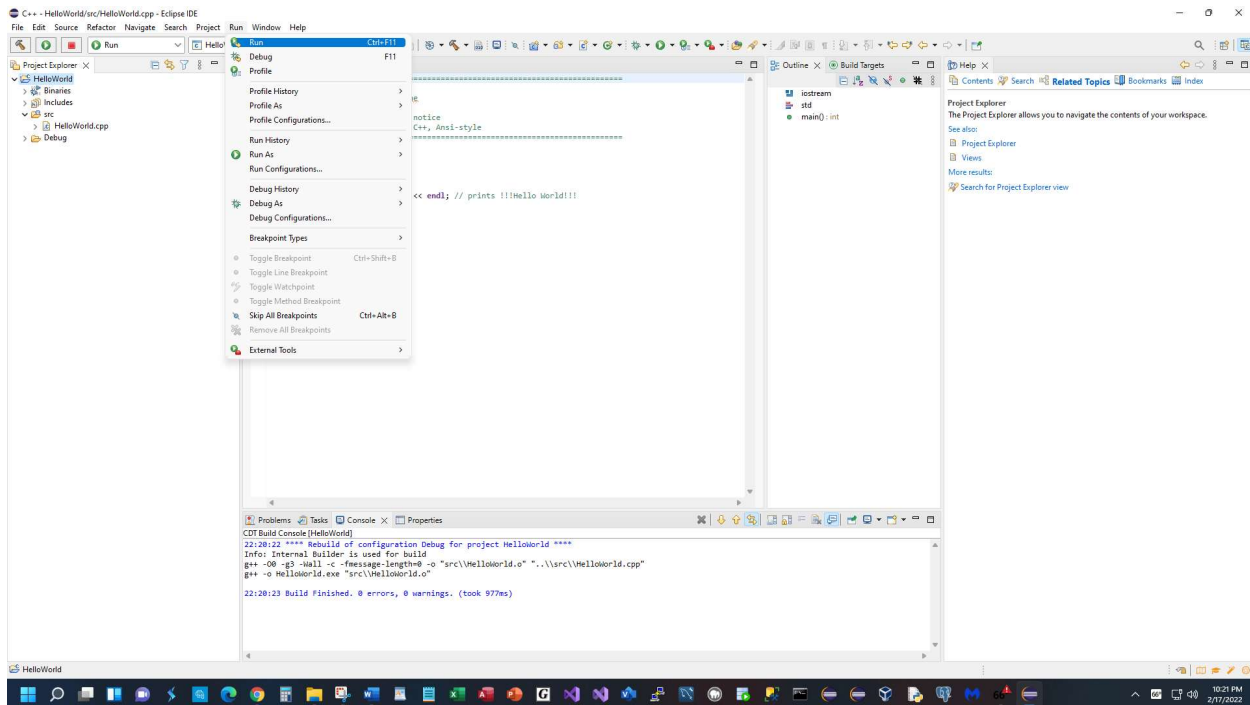 C++ - HelloWorld/src/HelloWorld.cpp - Eclipse IDE
File Edit Source Refactor Navigate Search Project Run Window Help
Run
Hello
Project Explorer
HelloWorld
Binaries
Includes
src
HelloWorld.cpp
Debug
Run Ctrl+F11
Debug F11
Profile
Profile History
Profile As
Profile Configurations...
Run History
Run As
Run Configurations...
Debug History
Debug As
Debug Configurations...
Breakpoint Types
Toggle Breakpoint Ctrl+Shift+B
Toggle Line Breakpoint
Toggle Watchpoint
Toggle Method Breakpoint
Skip All Breakpoints Ctrl+Alt+B
Remove All Breakpoints
External Tools
notice
C++, Ansi-style
<< endl; // prints !!!Hello World!!!
Outline Build Targets
iostream
std
main() : int
Help
Contents Search Related Topics Bookmarks Index
Project Explorer
The Project Explorer allows you to navigate the contents of your workspace.
See also:
Project Explorer
Views
More results:
Search for Project Explorer view
Problems Tasks Console Properties
CDT Build Console [HelloWorld]
22:20:22 **** Rebuild of configuration Debug for project HelloWorld ****
Info: Internal Builder is used for build
g++ -O0 -g3 -Wall -c -fmessage-length=0 -o "src\\HelloWorld.o" "..\\src\\HelloWorld.cpp"
g++ -o HelloWorld.exe "src\\HelloWorld.o"
22:20:23 Build Finished. 0 errors, 0 warnings. (took 977ms)
HelloWorld
10:21 PM
2/17/2022